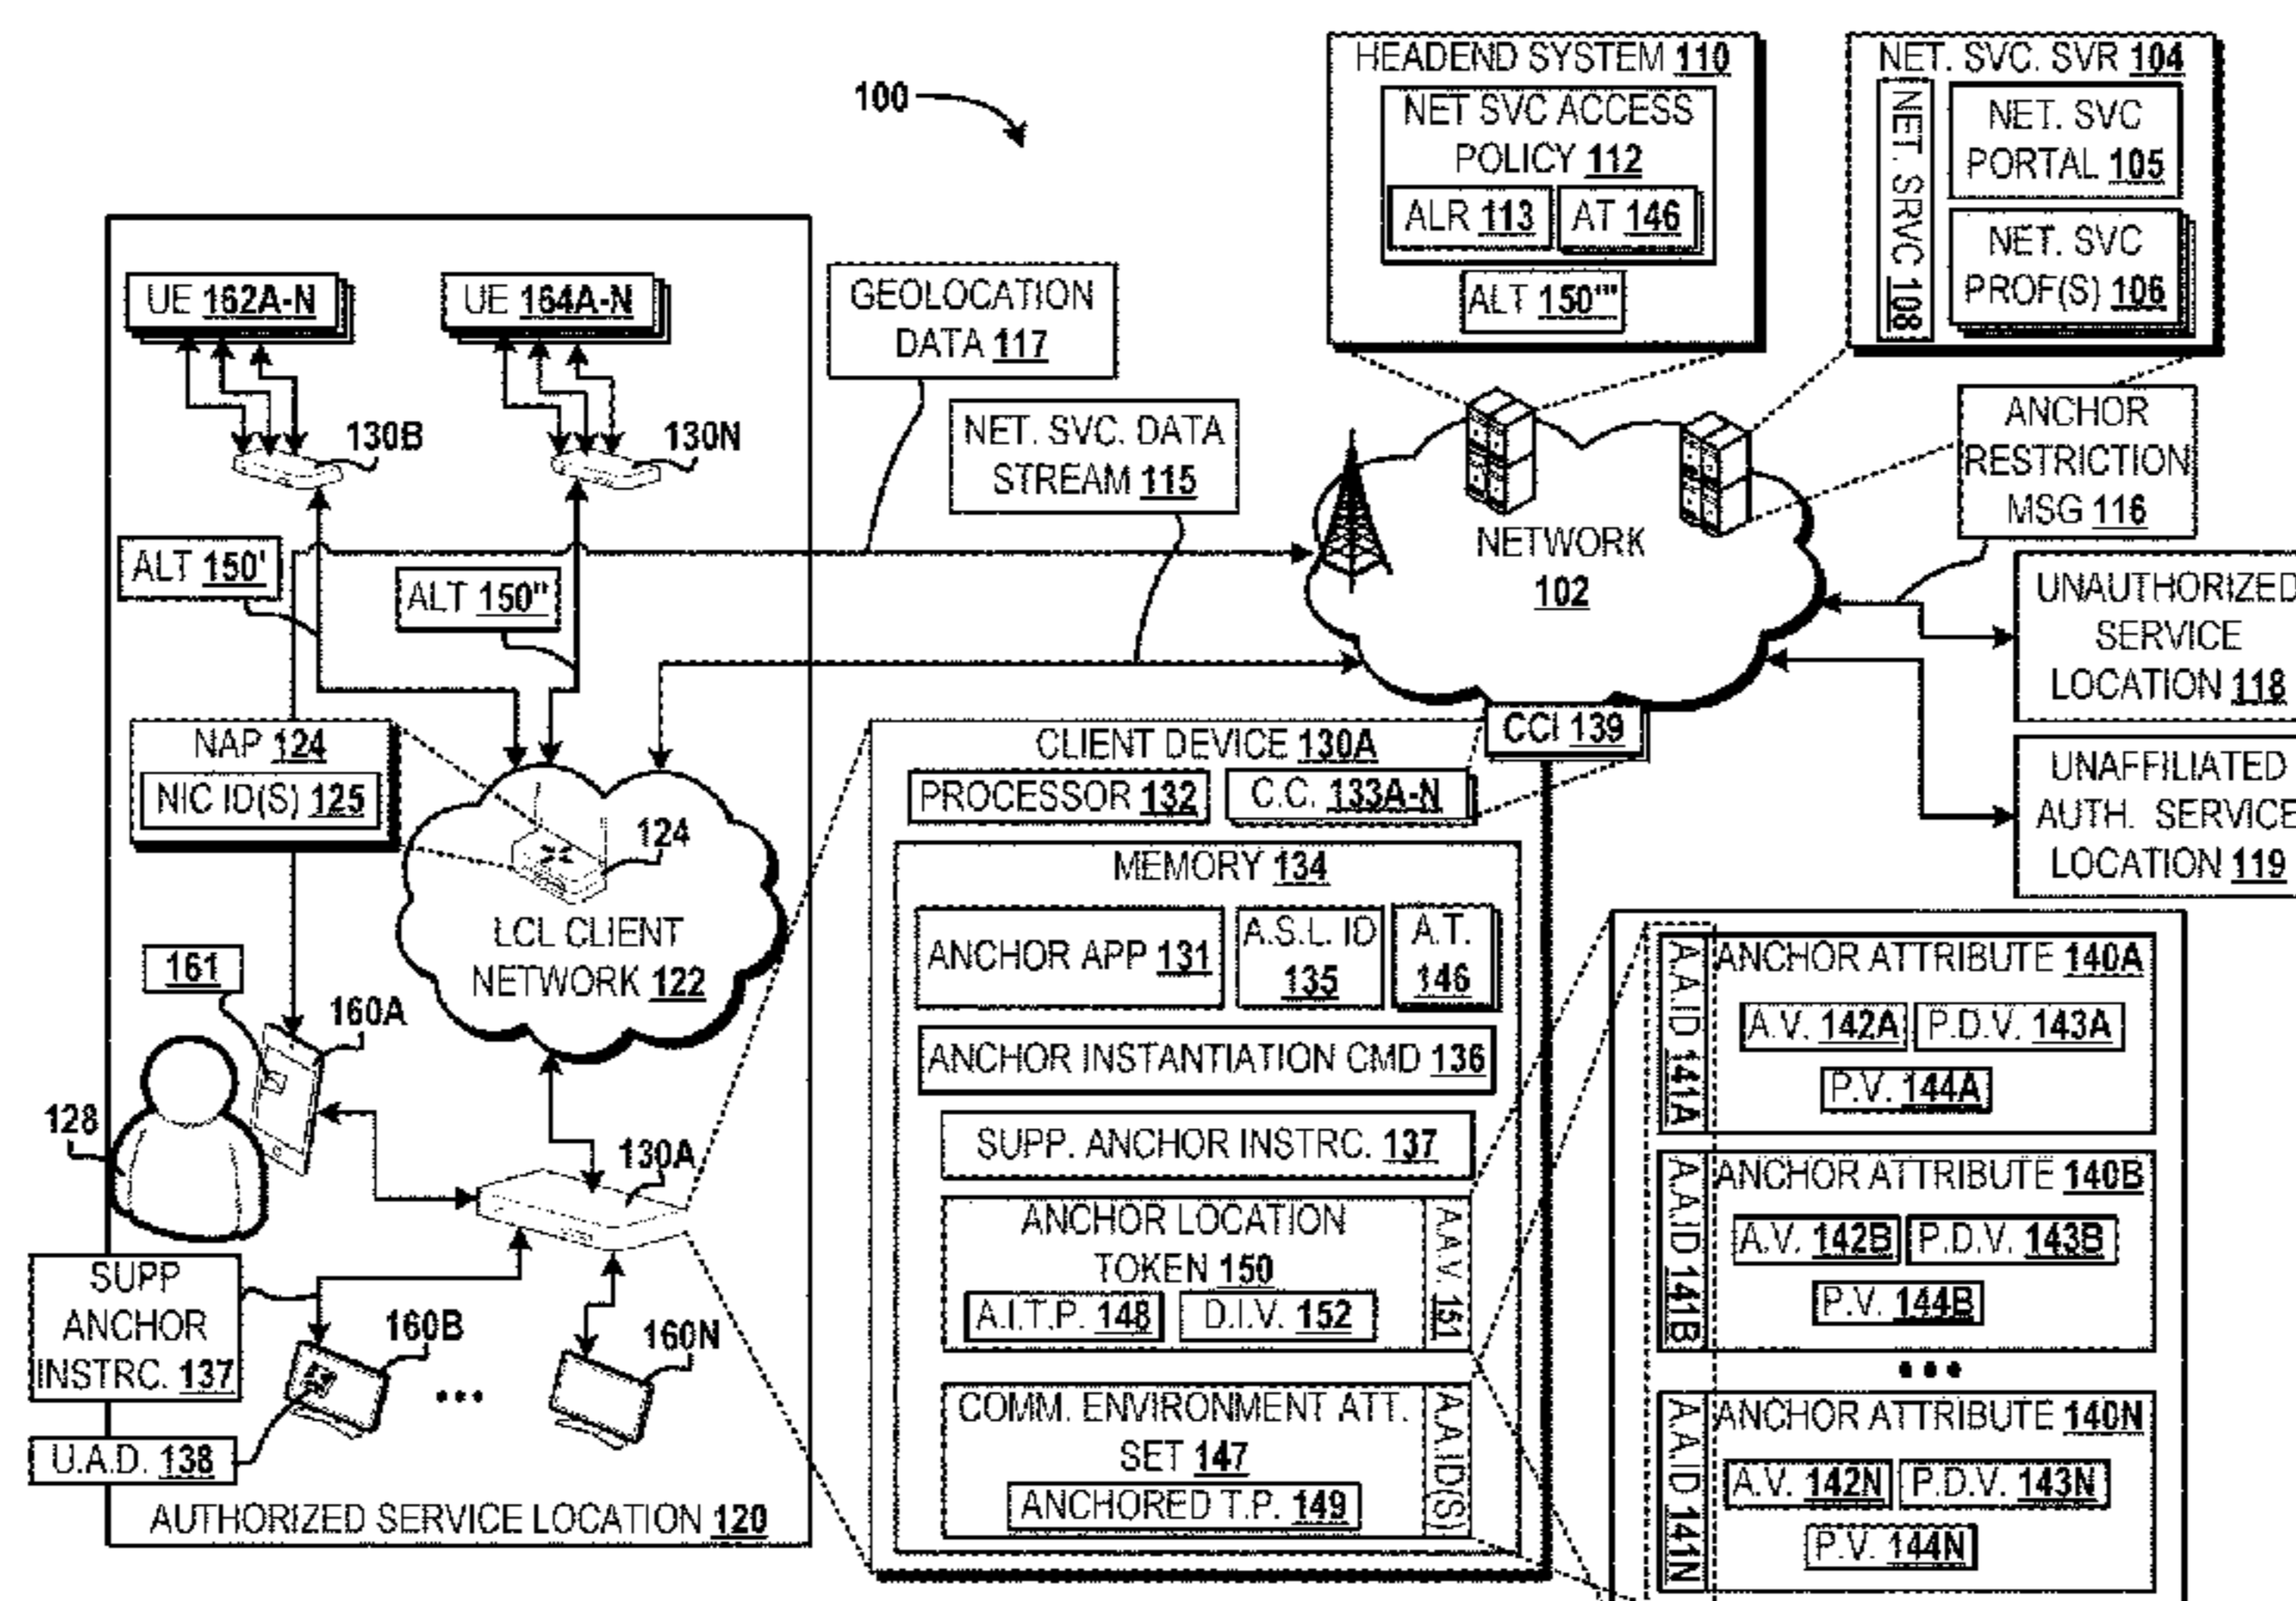 100
HEADEND SYSTEM 110
NET SVC ACCESS
POLICY 112
ALR 113
AT 146
ALT 150'''
NET. SVC. SVR 104
NET. SRVC 108
NET. SVC
PORTAL 105
NET. SVC
PROF(S) 106
UE 162A-N
UE 164A-N
130B
130N
GEOLOCATION
DATA 117
NET. SVC. DATA
STREAM 115
ANCHOR
RESTRICTION
MSG 116
NETWORK
102
ALT 150'
ALT 150''
UNAUTHORIZED
SERVICE
LOCATION 118
UNAFFILIATED
AUTH. SERVICE
LOCATION 119
NAP 124
NIC ID(S) 125
124
LCL CLIENT
NETWORK 122
161
160A
128
130A
SUPP
ANCHOR
INSTRC. 137
160B
160N
U.A.D. 138
AUTHORIZED SERVICE LOCATION 120
CCI 139
CLIENT DEVICE 130A
PROCESSOR 132
C.C. 133A-N
MEMORY 134
ANCHOR APP 131
A.S.L. ID
135
A.T.
146
ANCHOR INSTANTIATION CMD 136
SUPP. ANCHOR INSTRC. 137
ANCHOR LOCATION
TOKEN 150
A.I.T.P. 148
D.I.V. 152
A.A.V. 151
COMM. ENVIRONMENT ATT.
SET 147
ANCHORED T.P. 149
A.A.ID(S)
A.A.ID 141A
ANCHOR ATTRIBUTE 140A
A.V. 142A
P.D.V. 143A
P.V. 144A
A.A.ID 141B
ANCHOR ATTRIBUTE 140B
A.V. 142B
P.D.V. 143B
P.V. 144B
A.A.ID 141N
ANCHOR ATTRIBUTE 140N
A.V. 142N
P.D.V. 143N
P.V. 144N